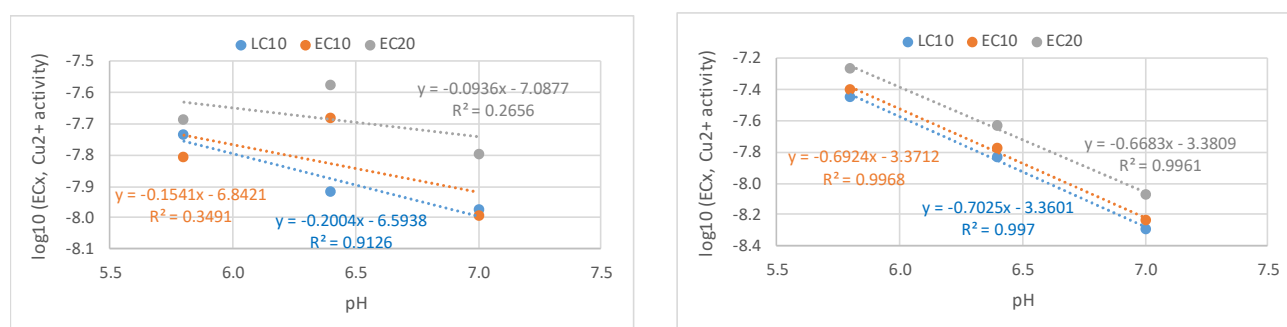 LC10 EC10 EC20
-7.5
-7.6
-7.7
-7.8
-7.9
-8.0
-8.1
5.5 6.0 6.5 7.0 7.5
log10 (ECx, Cu2+ activity)
pH
y = -0.0936x - 7.0877
R² = 0.2656
y = -0.1541x - 6.8421
R² = 0.3491
y = -0.2004x - 6.5938
R² = 0.9126
LC10 EC10 EC20
-7.2
-7.4
-7.6
-7.8
-8.0
-8.2
-8.4
5.5 6.0 6.5 7.0 7.5
log10 (ECx, Cu2+ activity)
pH
y = -0.6683x - 3.3809
R² = 0.9961
y = -0.6924x - 3.3712
R² = 0.9968
y = -0.7025x - 3.3601
R² = 0.997